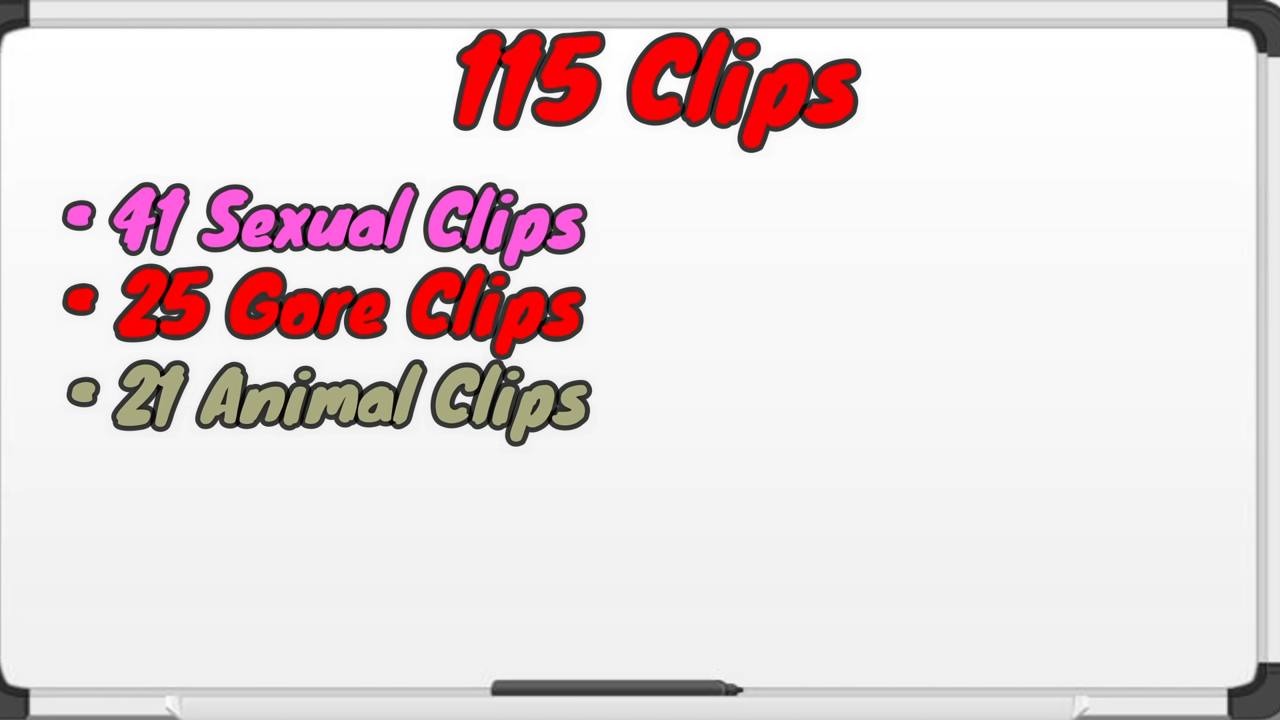 115 Clips
• 41 Sexual Clips
• 25 Gore Clips
• 21 Animal Clips